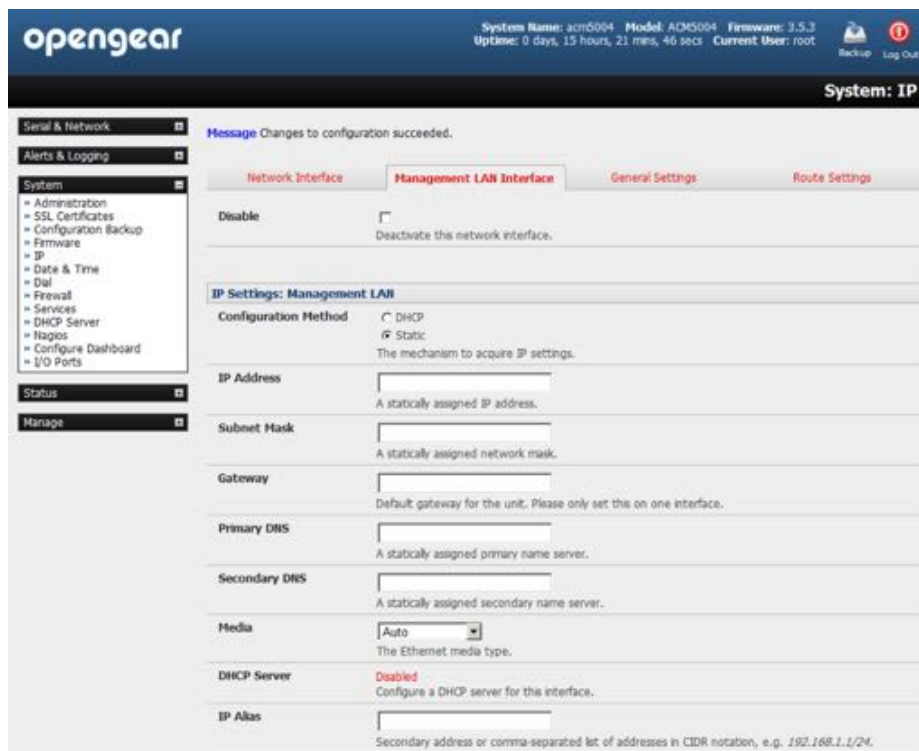 opengear
System Name: acm5004 Model: ACM5004 Firmware: 3.5.3
Uptime: 0 days, 15 hours, 21 mins, 46 secs Current User: root
Backup
Log Out
System: IP
Serial & Network
Alerts & Logging
System
» Administration
» SSL Certificates
» Configuration Backup
» Firmware
» IP
» Date & Time
» Dial
» Firewall
» Services
» DHCP Server
» Nagios
» Configure Dashboard
» I/O Ports
Status
Manage
Message Changes to configuration succeeded.
Network Interface
Management LAN Interface
General Settings
Route Settings
Disable
Deactivate this network interface.
IP Settings: Management LAN
Configuration Method
DHCP
Static
The mechanism to acquire IP settings.
IP Address
A statically assigned IP address.
Subnet Mask
A statically assigned network mask.
Gateway
Default gateway for the unit. Please only set this on one interface.
Primary DNS
A statically assigned primary name server.
Secondary DNS
A statically assigned secondary name server.
Media
Auto
The Ethernet media type.
DHCP Server
Disabled
Configure a DHCP server for this interface.
IP Alias
Secondary address or comma-separated list of addresses in CIDR notation, e.g. 192.168.1.1/24.